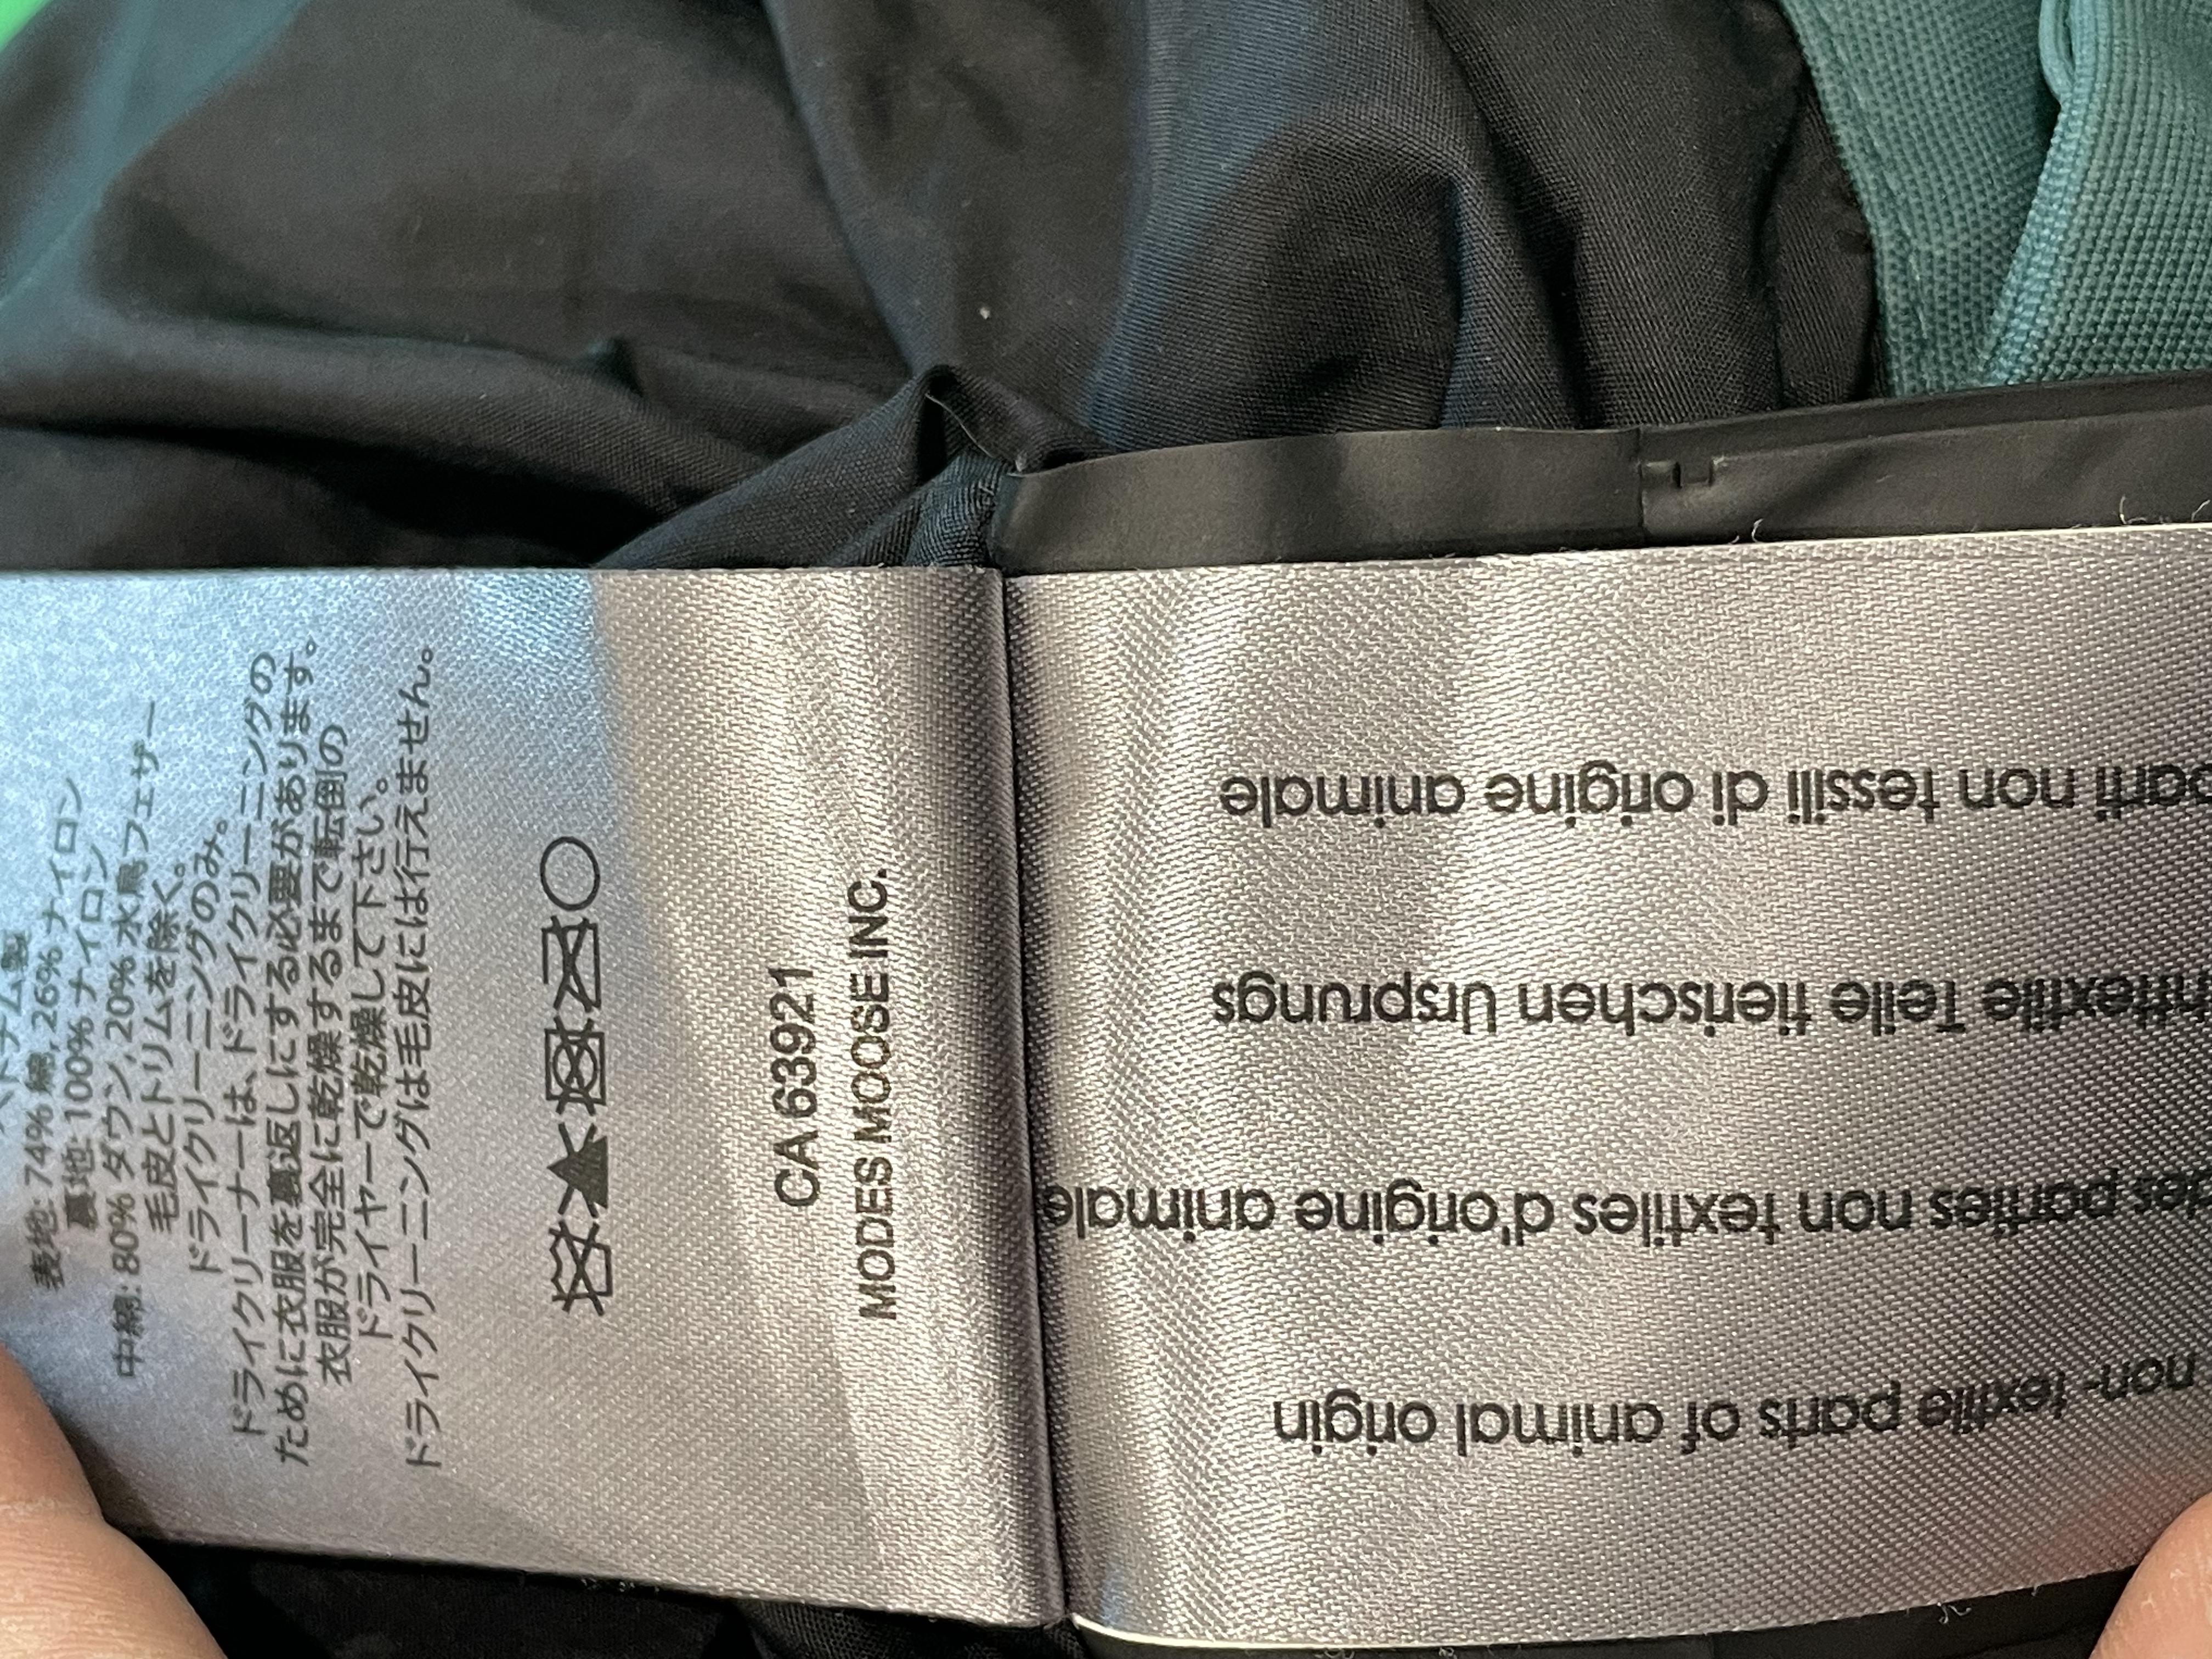 表地: 74% 綿, 26% ナイロン
裏地: 100% ナイロン
中綿: 80% ダウン, 20% 水鳥フェザー
毛皮とトリムを除く。
ドライクリーニングのみ。
ドライクリーナーは、ドライクリーニングの
ために衣服を裏返しにする必要があります。
衣服が完全に乾燥するまで転倒の
ドライヤーで乾燥して下さい。
ドライクリーニングは毛皮には行えません。
CA 63921
MODES MOOSE INC.
non- textile parts of animal origin
des parties non textiles d'origine animale
Teile tierischen Ursprungs
parti non tessili di origine animale